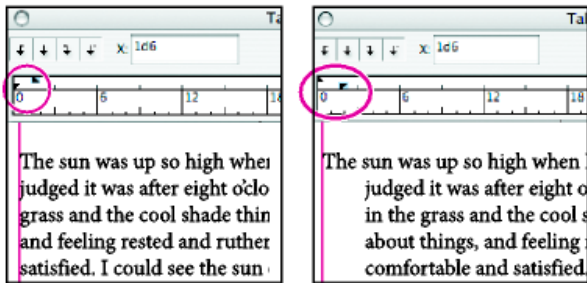 Ta
X: 1d6
0 6 12 18
The sun was up so high when
judged it was after eight o'clo
grass and the cool shade thin
and feeling rested and ruther
satisfied. I could see the sun
Tal
X: 1d6
0 6 12 18
The sun was up so high when
judged it was after eight o
in the grass and the cool s
about things, and feeling
comfortable and satisfied.